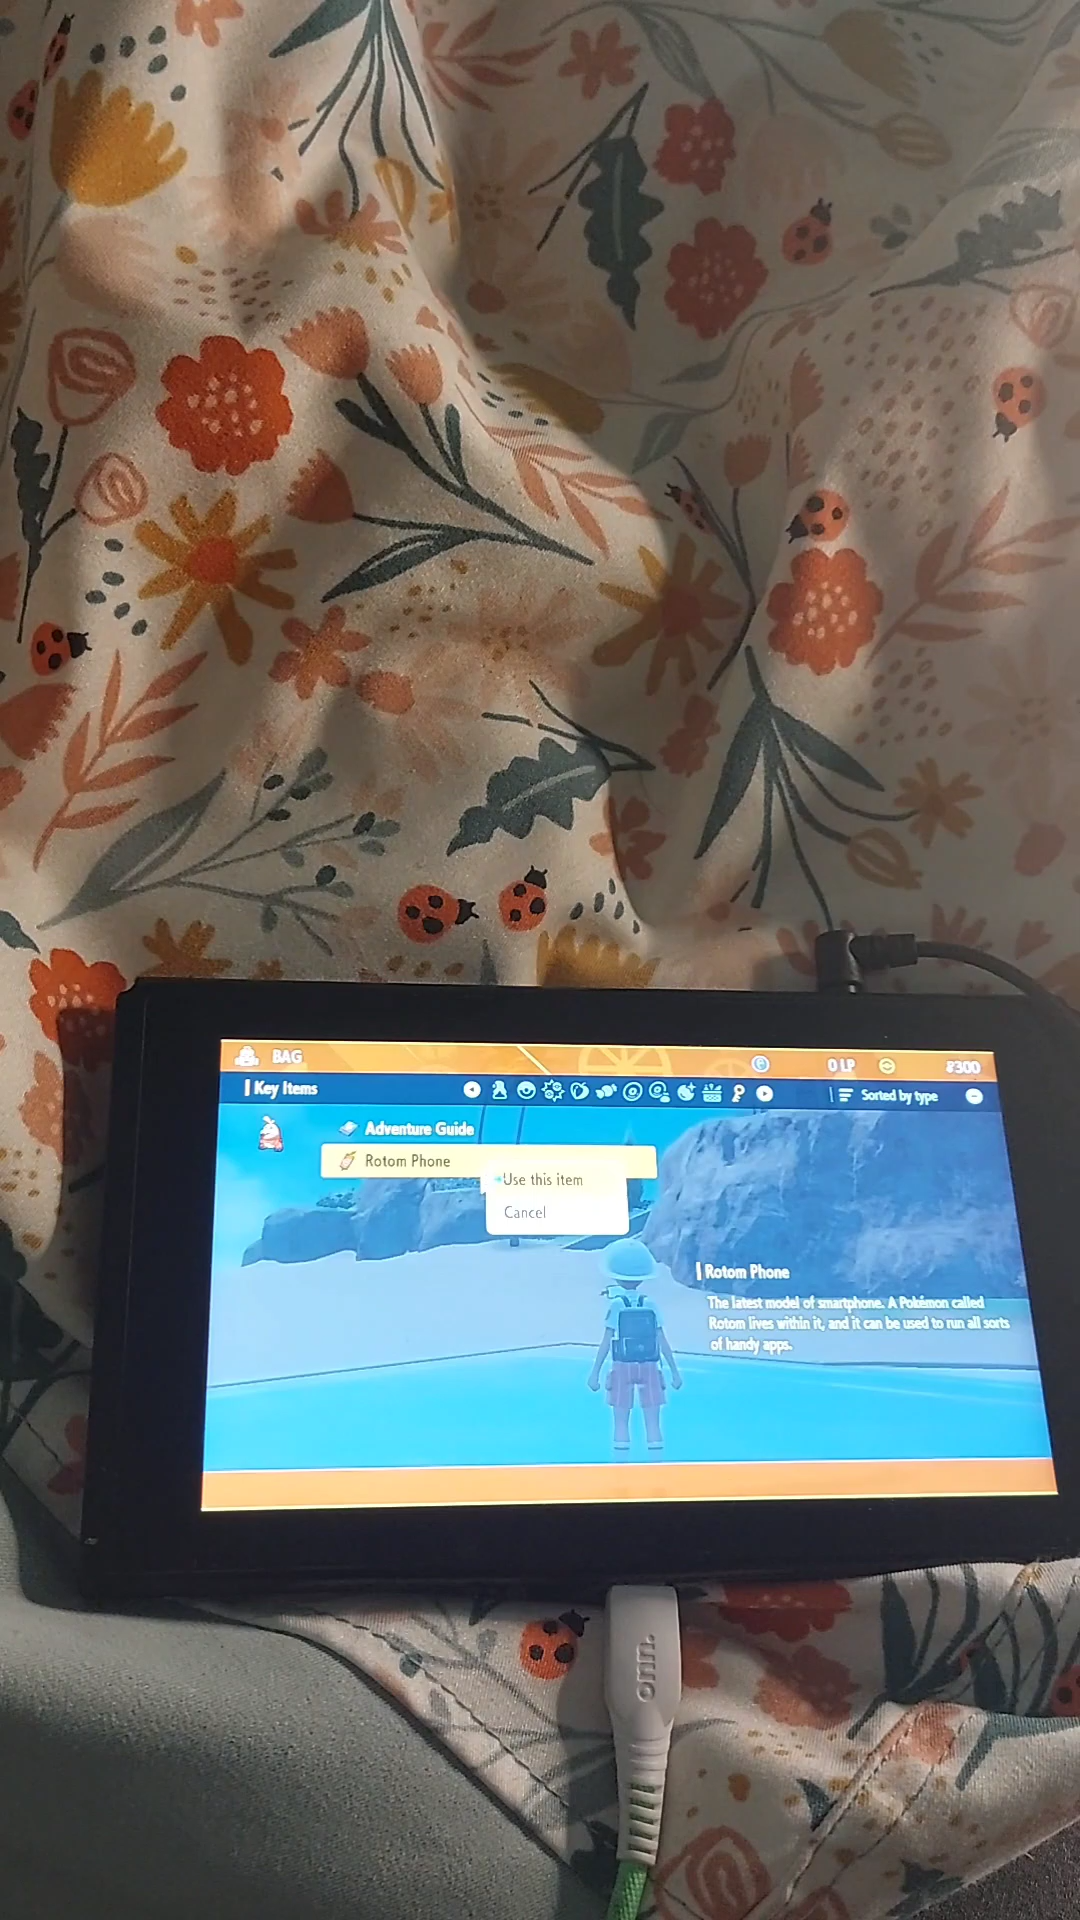 BAG
0 LP
300
Key Items
Sorted by type
Adventure Guide
Rotom Phone
Use this item
Cancel
Rotom Phone
The latest model of smartphone. A Pokémon called
Rotom lives within it, and it can be used to run all sorts
of handy apps.
onn.